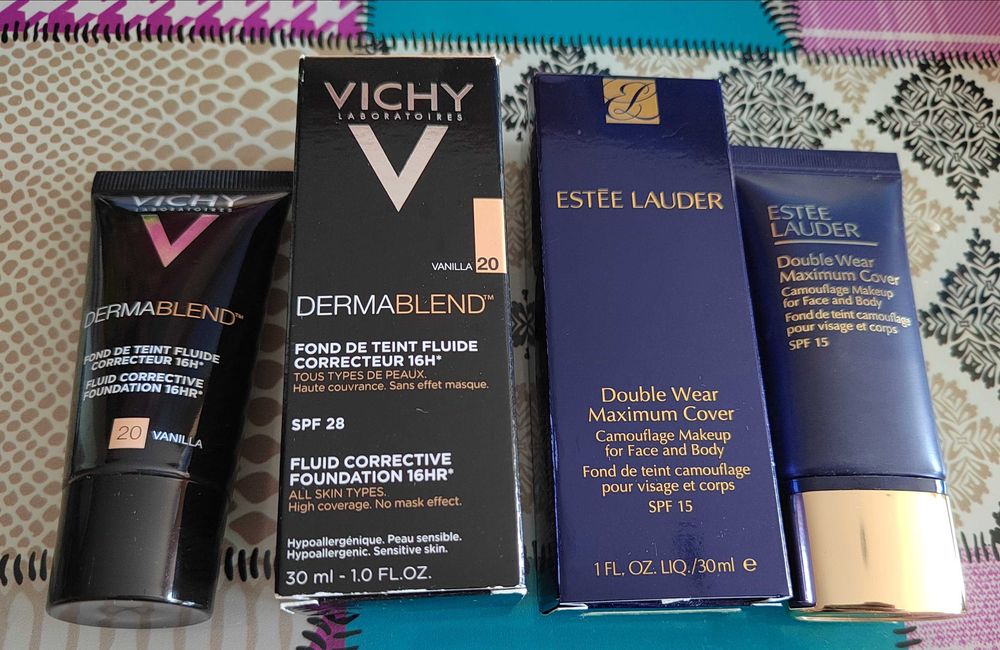 VICHY
LABORATOIRES
DERMABLEND™
FOND DE TEINT FLUIDE
CORRECTEUR 16H*
FLUID CORRECTIVE
FOUNDATION 16HR*
20 VANILLA
VICHY
LABORATOIRES
VANILLA 20
DERMABLEND™
FOND DE TEINT FLUIDE
CORRECTEUR 16H*
TOUS TYPES DE PEAUX.
Haute couvrance. Sans effet masque.
SPF 28
FLUID CORRECTIVE
FOUNDATION 16HR*
ALL SKIN TYPES.
High coverage. No mask effect.
Hypoallergénique. Peau sensible.
Hypoallergenic. Sensitive skin.
30 ml - 1.0 FL.OZ.
EL
ESTĒE LAUDER
Double Wear
Maximum Cover
Camouflage Makeup
for Face and Body
Fond de teint camouflage
pour visage et corps
SPF 15
1 FL. OZ. LIQ./30 ml e
ESTĒE
LAUDER
Double Wear
Maximum Cover
Camouflage Makeup
for Face and Body
Fond de teint camouflage
pour visage et corps
SPF 15